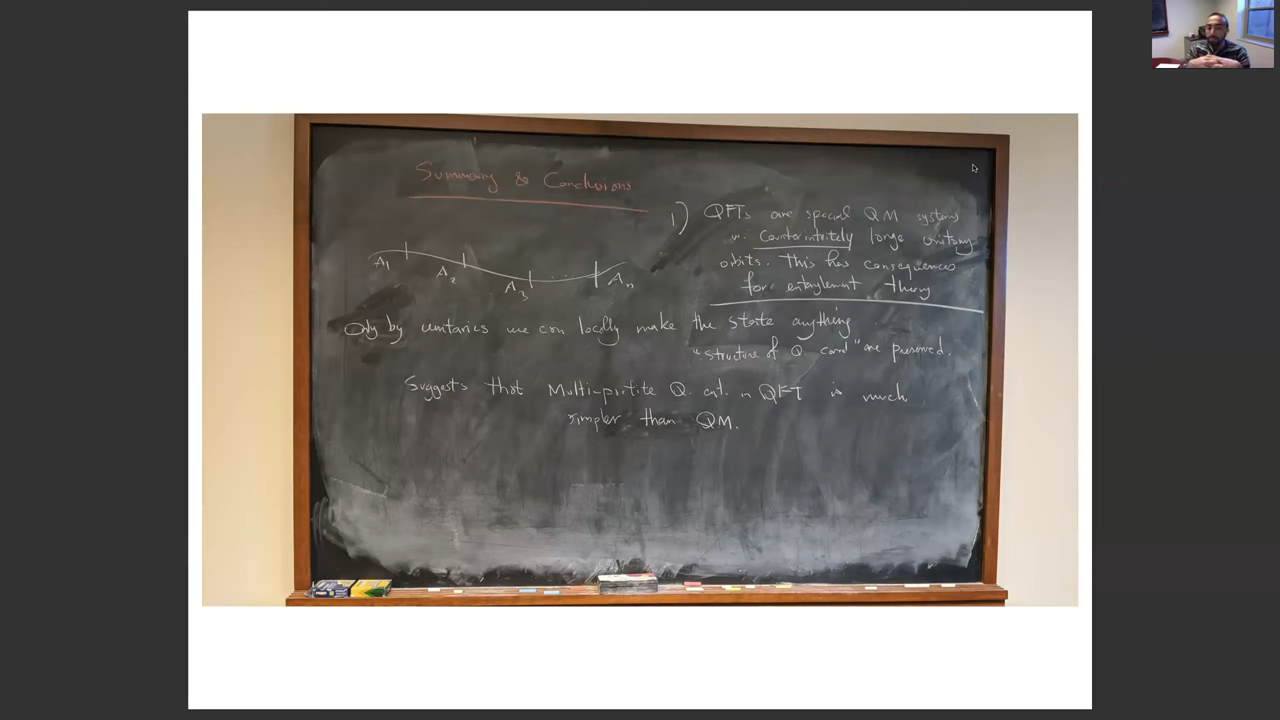 Summary & Conclusions
1) QFTs are special QM systems
w. Counterintuitely large unitary
orbits. This has consequences
for entanglement theory
A1 A2 A3 ... An
Only by unitaries we can locally make the state anything
"structure of Q corr" are preserved.
Suggests that Multi-partite Q. ent. in QFT is much
simpler than QM.